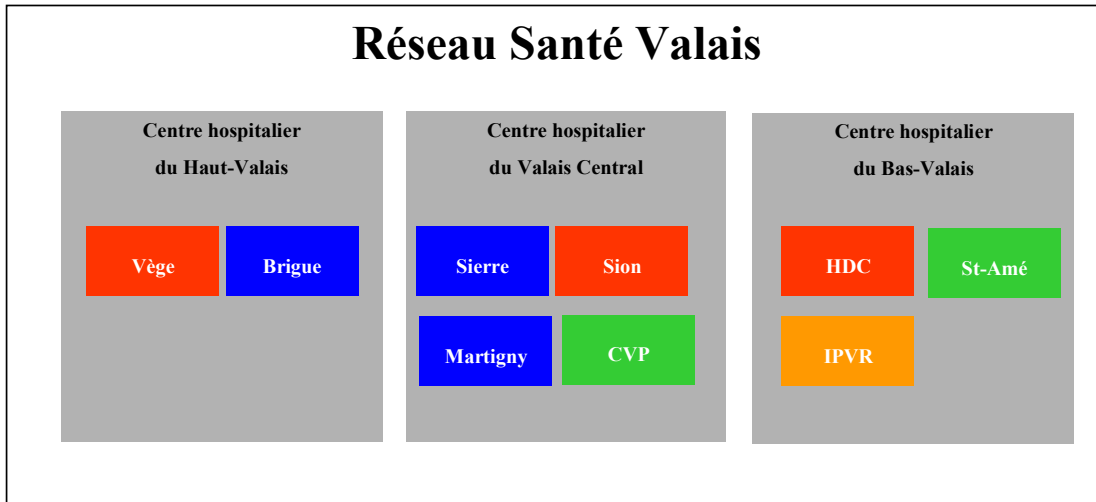 Réseau Santé Valais
Centre hospitalier
du Haut-Valais
Vège
Brigue
Centre hospitalier
du Valais Central
Sierre
Sion
Martigny
CVP
Centre hospitalier
du Bas-Valais
HDC
St-Amé
IPVR